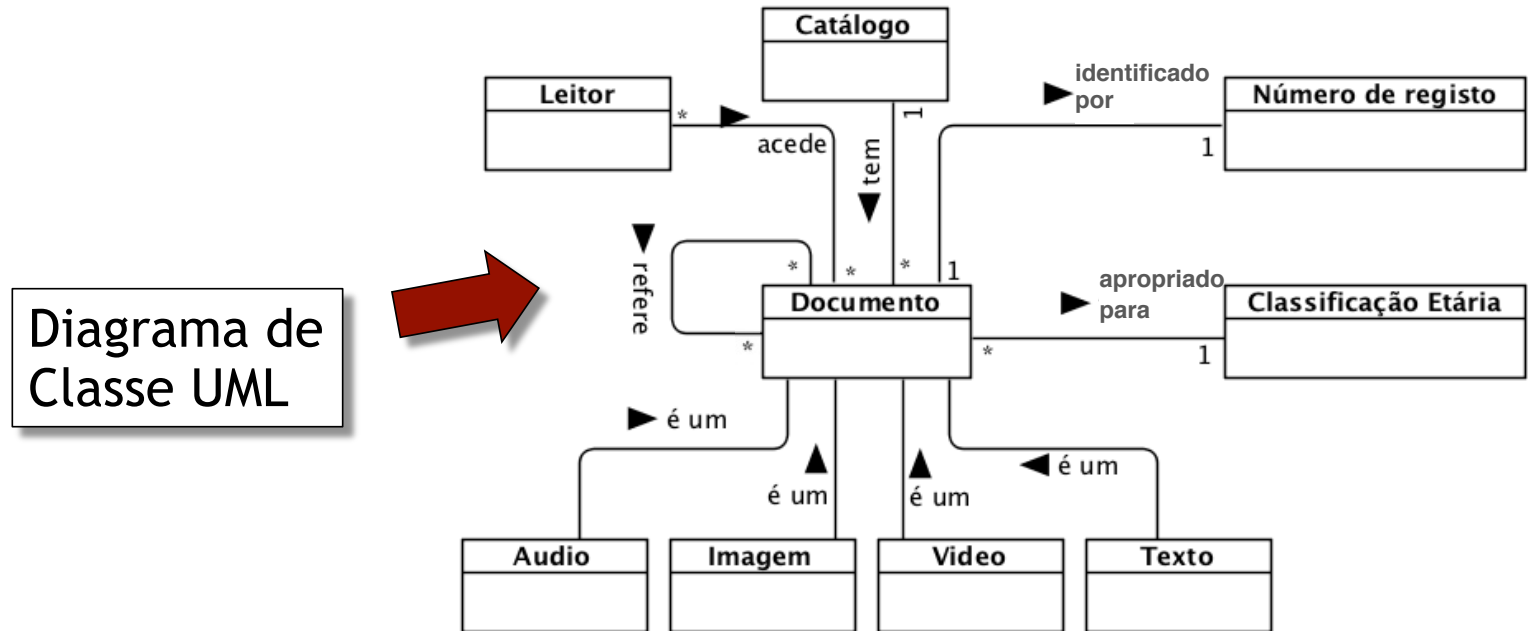 Catálogo
identificado
por
Leitor
Número de registo
*
1
acede
1
tem
refere
*
*
*
1
apropiado
para
Diagrama de
Classe UML
Documento
Classificação Etária
*
*
1
é um
é um
é um
é um
Audio
Imagem
Video
Texto